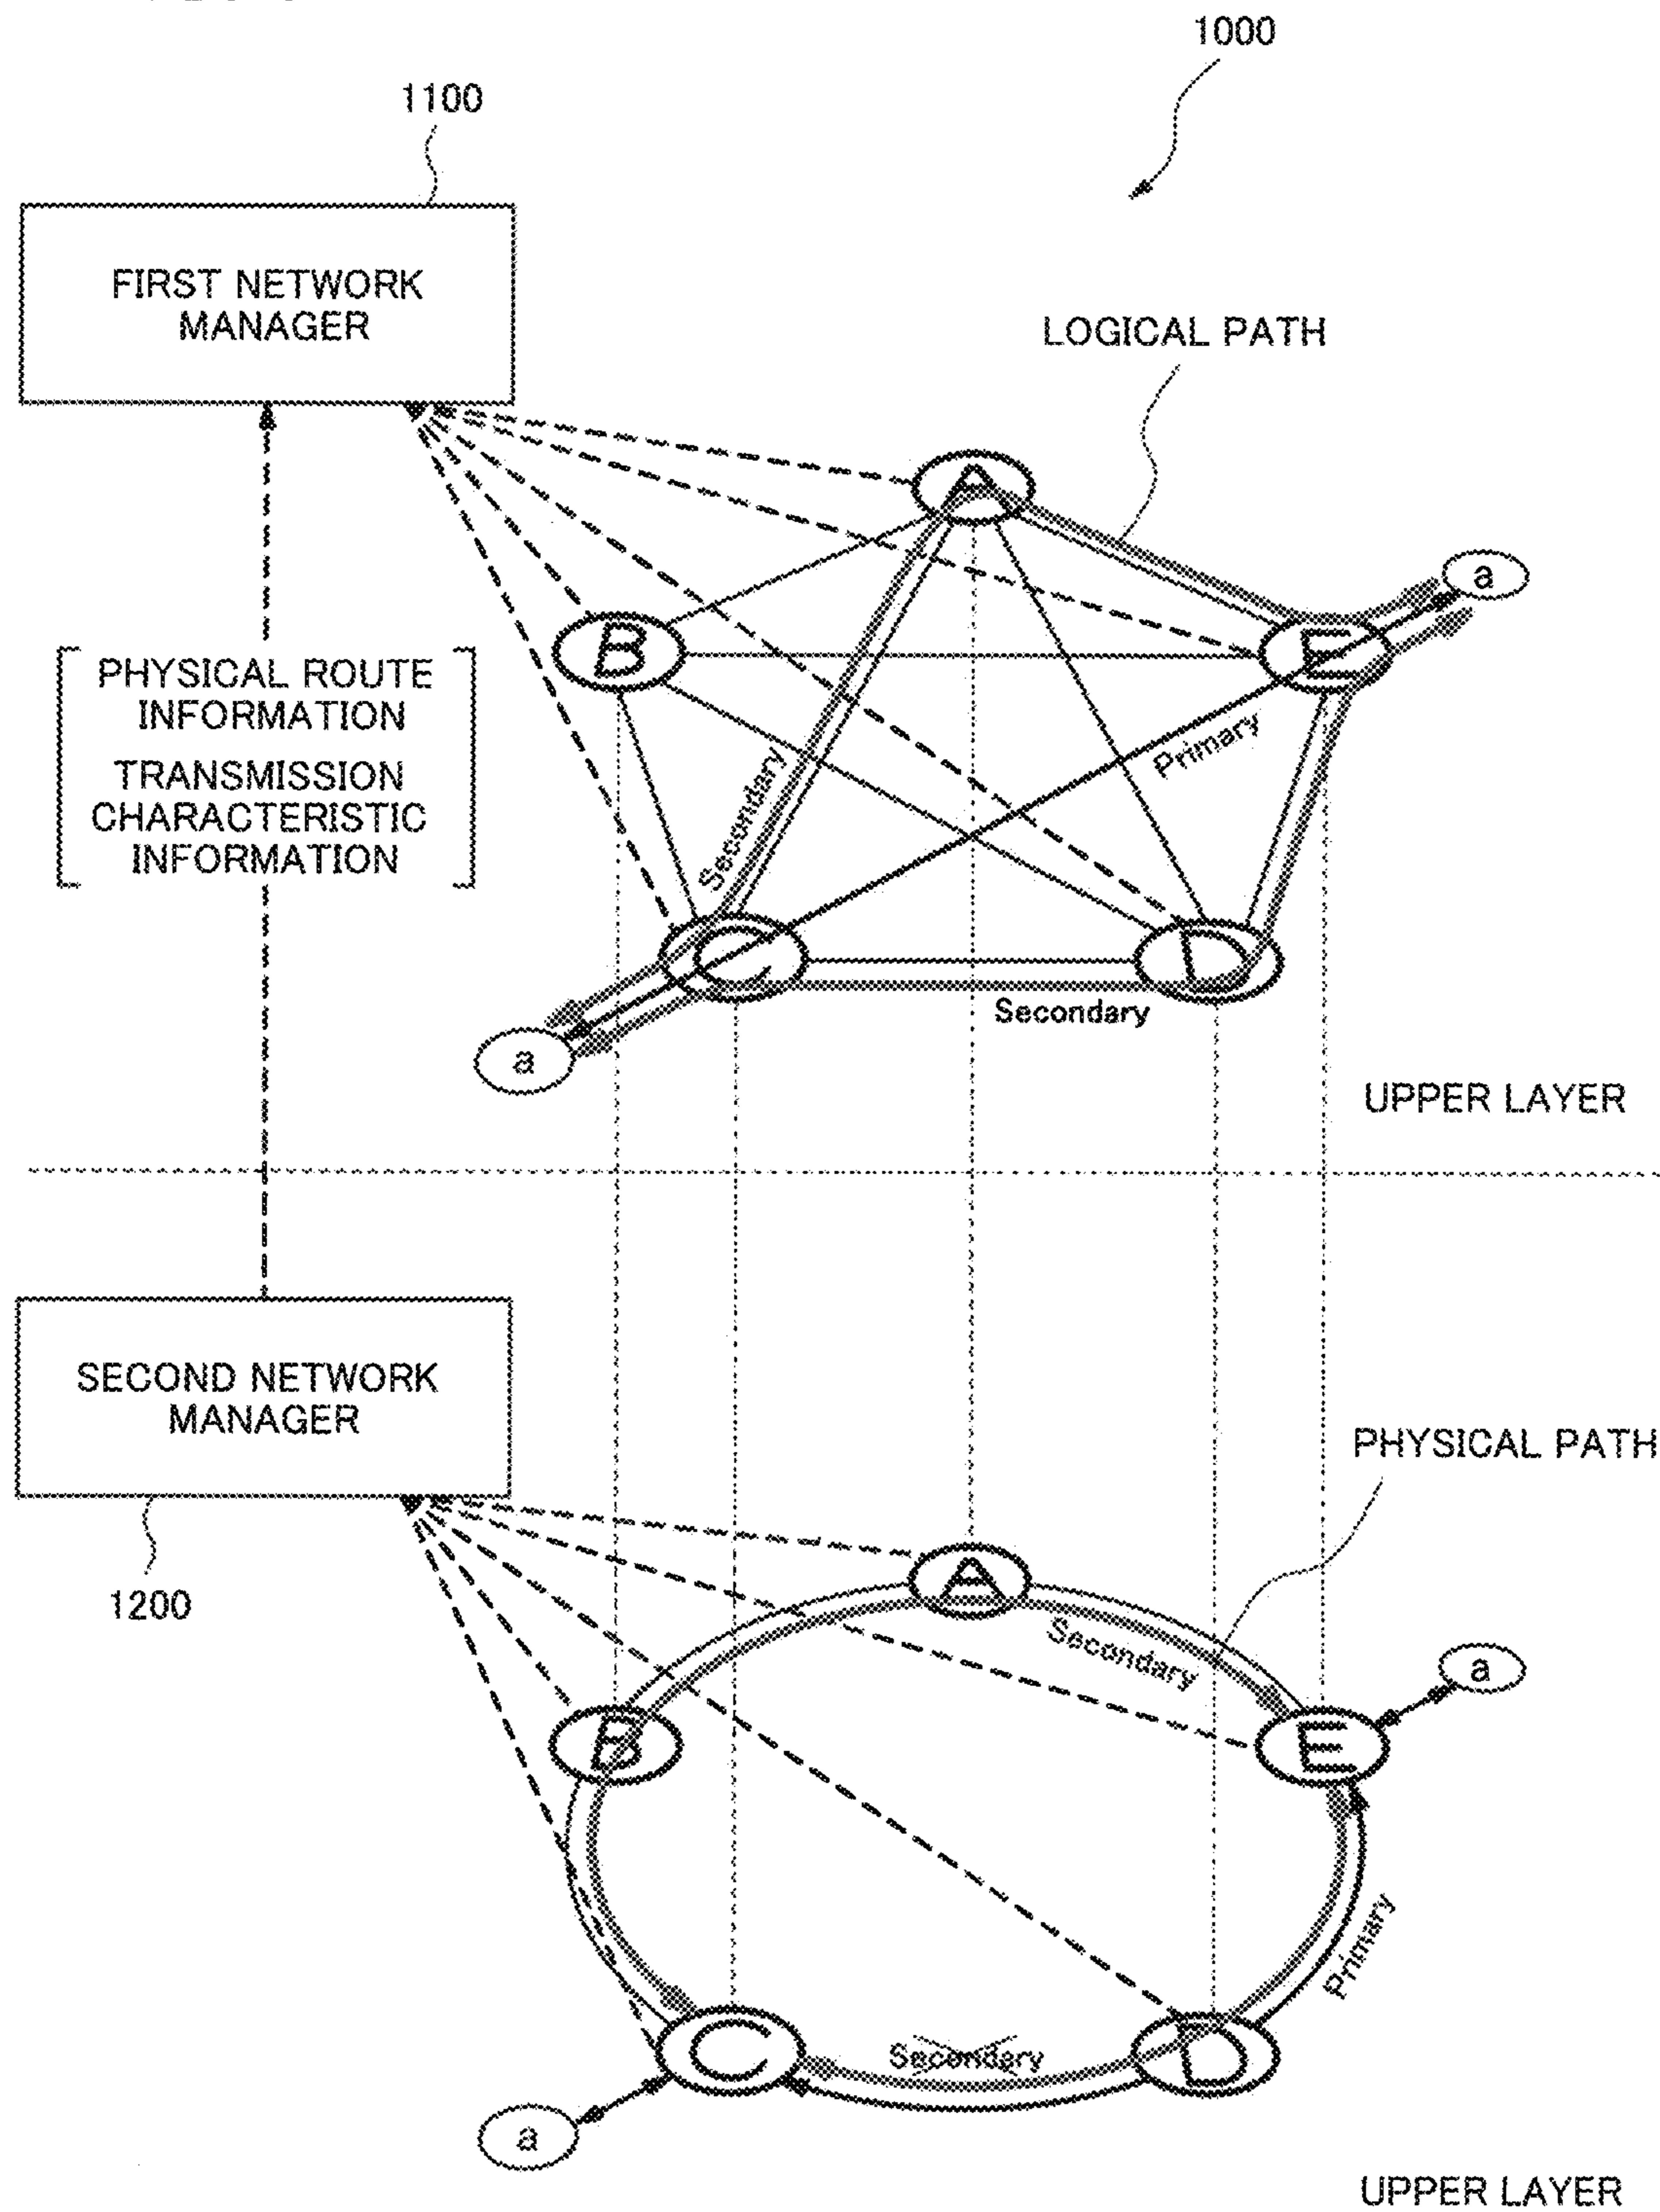 1000
1100
FIRST NETWORK
MANAGER
LOGICAL PATH
A
a
B
E
PHYSICAL ROUTE
INFORMATION
TRANSMISSION
CHARACTERISTIC
INFORMATION
Primary
Secondary
C
D
Secondary
a
UPPER LAYER
SECOND NETWORK
MANAGER
PHYSICAL PATH
1200
A
Secondary
a
B
E
Primary
C
Secondary
D
a
UPPER LAYER